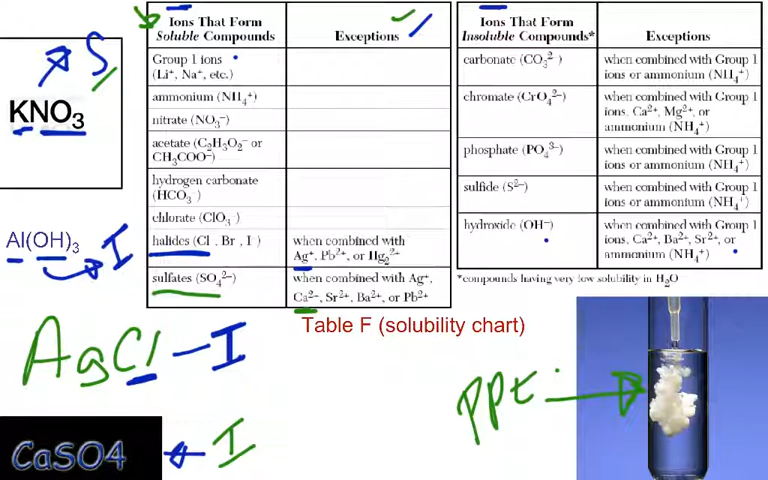 Ions That Form
Soluble Compounds
Exceptions
Group 1 ions
(Li⁺, Na⁺, etc.)
ammonium (NH₄⁺)
nitrate (NO₃⁻)
acetate (C₂H₃O₂⁻ or
CH₃COO⁻)
hydrogen carbonate
(HCO₃⁻)
chlorate (ClO₃⁻)
halides (Cl⁻, Br⁻, I⁻)
when combined with
Ag⁺, Pb²⁺, or Hg₂²⁺
sulfates (SO₄²⁻)
when combined with Ag⁺,
Ca²⁺, Sr²⁺, Ba²⁺, or Pb²⁺
Ions That Form
Insoluble Compounds*
Exceptions
carbonate (CO₃²⁻)
when combined with Group 1
ions or ammonium (NH₄⁺)
chromate (CrO₄²⁻)
when combined with Group 1
ions, Ca²⁺, Mg²⁺, or
ammonium (NH₄⁺)
phosphate (PO₄³⁻)
when combined with Group 1
ions or ammonium (NH₄⁺)
sulfide (S²⁻)
when combined with Group 1
ions or ammonium (NH₄⁺)
hydroxide (OH⁻)
when combined with Group 1
ions, Ca²⁺, Ba²⁺, Sr²⁺, or
ammonium (NH₄⁺)
*compounds having very low solubility in H₂O
Table F (solubility chart)
S
KNO₃
Al(OH)₃ I
AgCl – I
CaSO4 I
ppt.